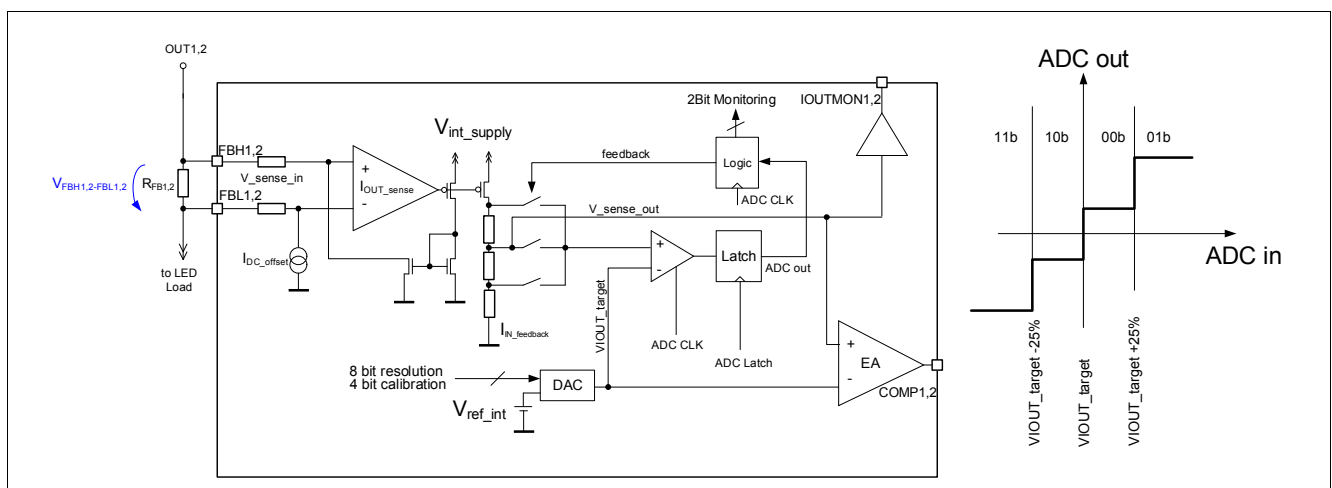 OUT1,2
FBH1,2
V_sense_in
FBL1,2
VFBH1,2-FBL1,2
RFB1,2
to LED
Load
IDC_offset
+
IOUT_sense
-
Vint_supply
2Bit Monitoring
IOUTMON1,2
feedback
Logic
ADC CLK
V_sense_out
+
-
Latch
ADC out
VIOUT_target
IIN_feedback
ADC CLK
ADC Latch
8 bit resolution
4 bit calibration
DAC
Vref_int
+
EA
-
COMP1,2
ADC out
11b
10b
00b
01b
ADC in
VIOUT_target -25%
VIOUT_target
VIOUT_target +25%